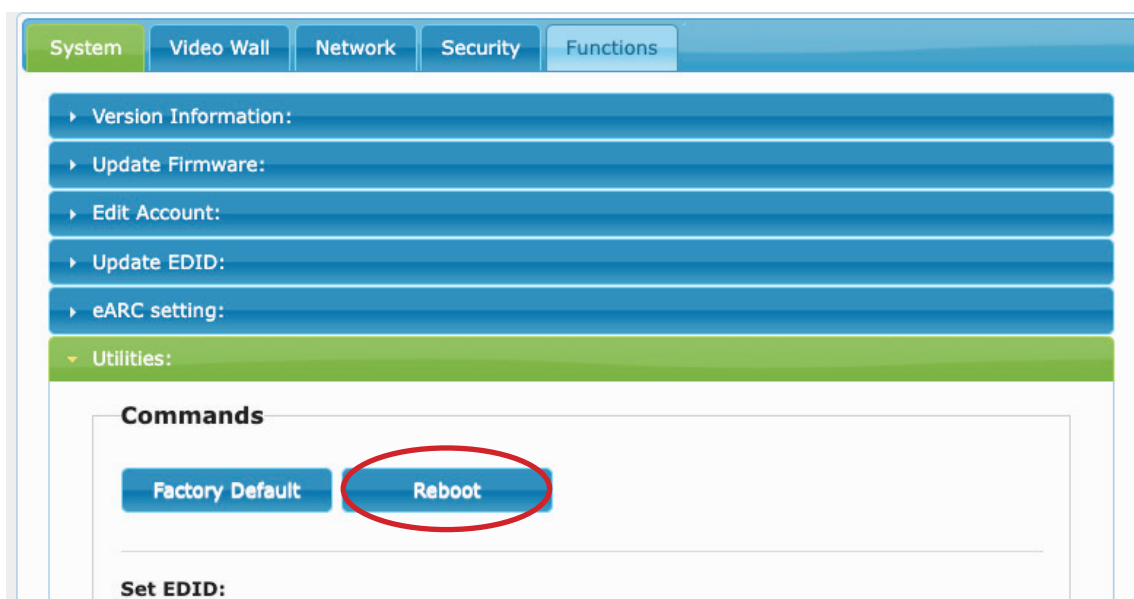 System Video Wall Network Security Functions
Version Information:
Update Firmware:
Edit Account:
Update EDID:
eARC setting:
Utilities:
Commands
Factory Default Reboot
Set EDID: